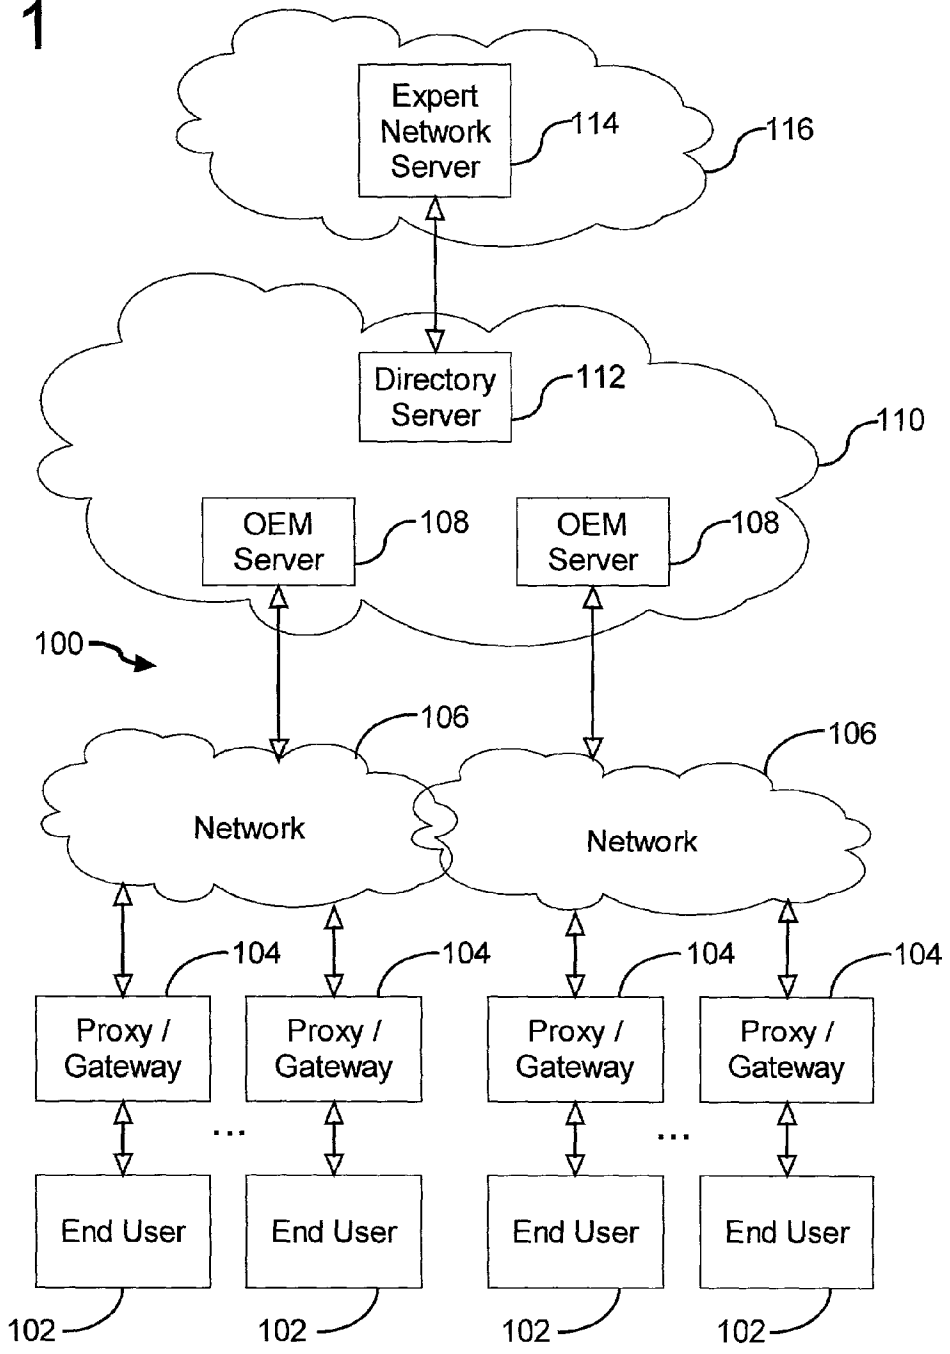 1
Expert
Network
Server
114
116
Directory
Server
112
110
OEM
Server
108
OEM
Server
108
100
106
106
Network
Network
104
104
104
104
Proxy /
Gateway
Proxy /
Gateway
Proxy /
Gateway
Proxy /
Gateway
...
...
End User
End User
End User
End User
102
102
102
102